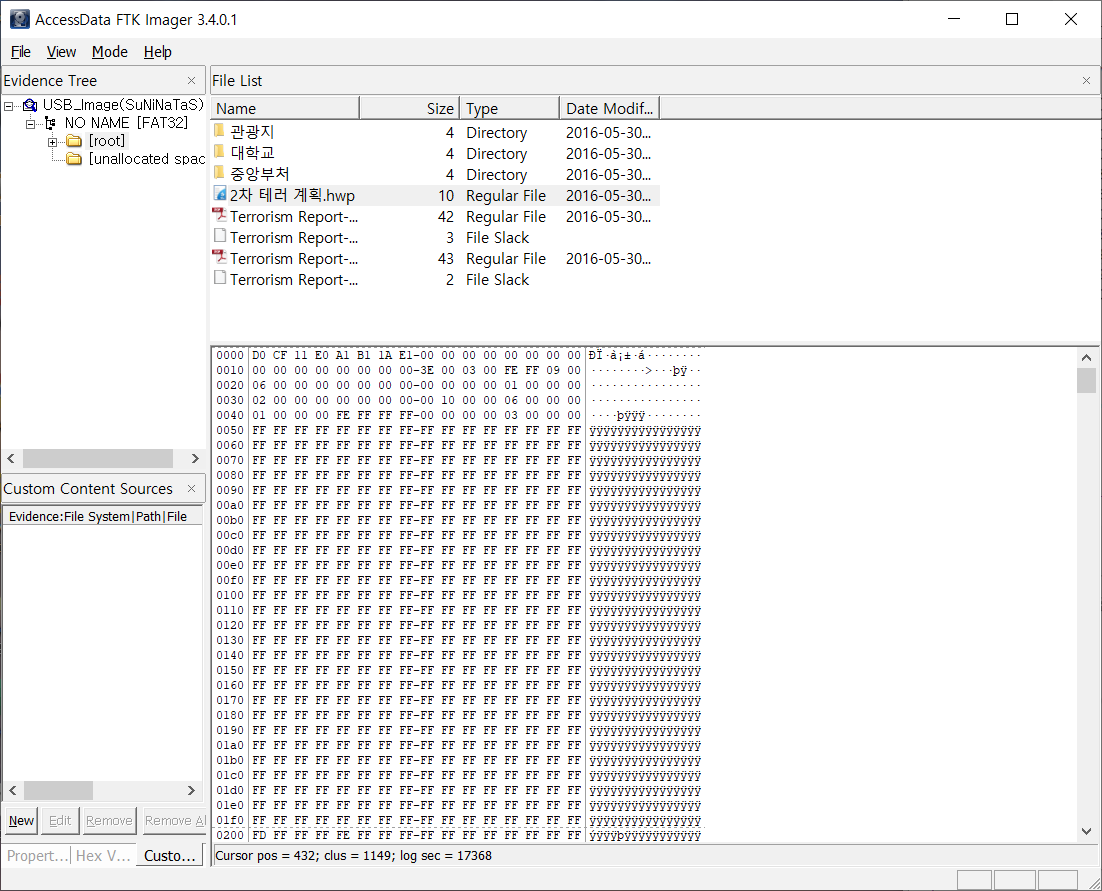 AccessData FTK Imager 3.4.0.1
File View Mode Help
Evidence Tree
USB_Image(SuNiNaTaS)
NO NAME [FAT32]
[root]
[unallocated spac
File List
Name Size Type Date Modif...
관광지 4 Directory 2016-05-30...
대학교 4 Directory 2016-05-30...
중앙부처 4 Directory 2016-05-30...
2차 테러 계획.hwp 10 Regular File 2016-05-30...
Terrorism Report-... 42 Regular File 2016-05-30...
Terrorism Report-... 3 File Slack
Terrorism Report-... 43 Regular File 2016-05-30...
Terrorism Report-... 2 File Slack
Custom Content Sources
Evidence:File System|Path|File
New Edit Remove Remove Al
Propert... Hex V... Custo...
0000 D0 CF 11 E0 A1 B1 1A E1-00 00 00 00 00 00 00 00 ÐÏ·à¡±·á········
0010 00 00 00 00 00 00 00 00-3E 00 03 00 FE FF 09 00 ········>···þÿ··
0020 06 00 00 00 00 00 00 00-00 00 00 00 01 00 00 00 ················
0030 02 00 00 00 00 00 00 00-00 10 00 00 06 00 00 00 ················
0040 01 00 00 00 FE FF FF FF-00 00 00 00 03 00 00 00 ····þÿÿÿ········
0050 FF FF FF FF FF FF FF FF-FF FF FF FF FF FF FF FF ÿÿÿÿÿÿÿÿÿÿÿÿÿÿÿÿ
0060 FF FF FF FF FF FF FF FF-FF FF FF FF FF FF FF FF ÿÿÿÿÿÿÿÿÿÿÿÿÿÿÿÿ
0070 FF FF FF FF FF FF FF FF-FF FF FF FF FF FF FF FF ÿÿÿÿÿÿÿÿÿÿÿÿÿÿÿÿ
0080 FF FF FF FF FF FF FF FF-FF FF FF FF FF FF FF FF ÿÿÿÿÿÿÿÿÿÿÿÿÿÿÿÿ
0090 FF FF FF FF FF FF FF FF-FF FF FF FF FF FF FF FF ÿÿÿÿÿÿÿÿÿÿÿÿÿÿÿÿ
00a0 FF FF FF FF FF FF FF FF-FF FF FF FF FF FF FF FF ÿÿÿÿÿÿÿÿÿÿÿÿÿÿÿÿ
00b0 FF FF FF FF FF FF FF FF-FF FF FF FF FF FF FF FF ÿÿÿÿÿÿÿÿÿÿÿÿÿÿÿÿ
00c0 FF FF FF FF FF FF FF FF-FF FF FF FF FF FF FF FF ÿÿÿÿÿÿÿÿÿÿÿÿÿÿÿÿ
00d0 FF FF FF FF FF FF FF FF-FF FF FF FF FF FF FF FF ÿÿÿÿÿÿÿÿÿÿÿÿÿÿÿÿ
00e0 FF FF FF FF FF FF FF FF-FF FF FF FF FF FF FF FF ÿÿÿÿÿÿÿÿÿÿÿÿÿÿÿÿ
00f0 FF FF FF FF FF FF FF FF-FF FF FF FF FF FF FF FF ÿÿÿÿÿÿÿÿÿÿÿÿÿÿÿÿ
0100 FF FF FF FF FF FF FF FF-FF FF FF FF FF FF FF FF ÿÿÿÿÿÿÿÿÿÿÿÿÿÿÿÿ
0110 FF FF FF FF FF FF FF FF-FF FF FF FF FF FF FF FF ÿÿÿÿÿÿÿÿÿÿÿÿÿÿÿÿ
0120 FF FF FF FF FF FF FF FF-FF FF FF FF FF FF FF FF ÿÿÿÿÿÿÿÿÿÿÿÿÿÿÿÿ
0130 FF FF FF FF FF FF FF FF-FF FF FF FF FF FF FF FF ÿÿÿÿÿÿÿÿÿÿÿÿÿÿÿÿ
0140 FF FF FF FF FF FF FF FF-FF FF FF FF FF FF FF FF ÿÿÿÿÿÿÿÿÿÿÿÿÿÿÿÿ
0150 FF FF FF FF FF FF FF FF-FF FF FF FF FF FF FF FF ÿÿÿÿÿÿÿÿÿÿÿÿÿÿÿÿ
0160 FF FF FF FF FF FF FF FF-FF FF FF FF FF FF FF FF ÿÿÿÿÿÿÿÿÿÿÿÿÿÿÿÿ
0170 FF FF FF FF FF FF FF FF-FF FF FF FF FF FF FF FF ÿÿÿÿÿÿÿÿÿÿÿÿÿÿÿÿ
0180 FF FF FF FF FF FF FF FF-FF FF FF FF FF FF FF FF ÿÿÿÿÿÿÿÿÿÿÿÿÿÿÿÿ
0190 FF FF FF FF FF FF FF FF-FF FF FF FF FF FF FF FF ÿÿÿÿÿÿÿÿÿÿÿÿÿÿÿÿ
01a0 FF FF FF FF FF FF FF FF-FF FF FF FF FF FF FF FF ÿÿÿÿÿÿÿÿÿÿÿÿÿÿÿÿ
01b0 FF FF FF FF FF FF FF FF-FF FF FF FF FF FF FF FF ÿÿÿÿÿÿÿÿÿÿÿÿÿÿÿÿ
01c0 FF FF FF FF FF FF FF FF-FF FF FF FF FF FF FF FF ÿÿÿÿÿÿÿÿÿÿÿÿÿÿÿÿ
01d0 FF FF FF FF FF FF FF FF-FF FF FF FF FF FF FF FF ÿÿÿÿÿÿÿÿÿÿÿÿÿÿÿÿ
01e0 FF FF FF FF FF FF FF FF-FF FF FF FF FF FF FF FF ÿÿÿÿÿÿÿÿÿÿÿÿÿÿÿÿ
01f0 FF FF FF FF FF FF FF FF-FF FF FF FF FF FF FF FF ÿÿÿÿÿÿÿÿÿÿÿÿÿÿÿÿ
0200 FD FF FF FF FE FF FF FF-FF FF FF FF FF FF FF FF ýÿÿÿþÿÿÿÿÿÿÿÿÿÿÿ
Cursor pos = 432; clus = 1149; log sec = 17368